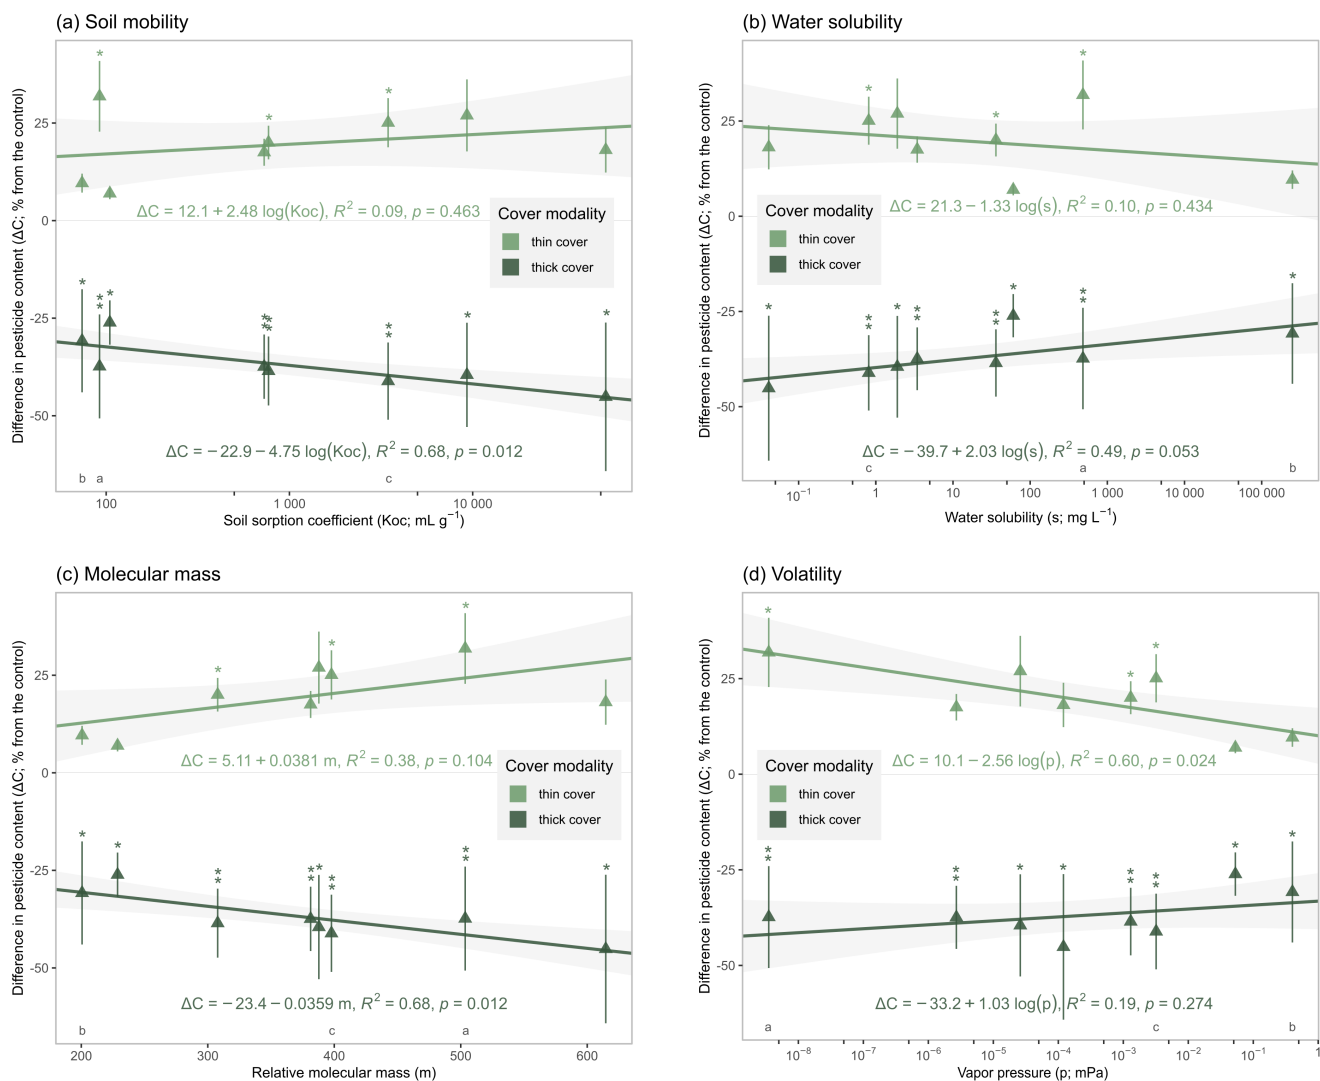 (a) Soil mobility
Difference in pesticide content (ΔC; % from the control)
25
0
-25
-50
* * * *
ΔC = 12.1 + 2.48 log(Koc), R² = 0.09, p = 0.463
Cover modality
thin cover
thick cover
* ** * ** ** ** * *
ΔC = −22.9 − 4.75 log(Koc), R² = 0.68, p = 0.012
b a c
100 1 000 10 000
Soil sorption coefficient (Koc; mL g⁻¹)
(b) Water solubility
Difference in pesticide content (ΔC; % from the control)
25
0
-25
-50
* * *
ΔC = 21.3 − 1.33 log(s), R² = 0.10, p = 0.434
Cover modality
thin cover
thick cover
* ** * ** ** * ** *
ΔC = −39.7 + 2.03 log(s), R² = 0.49, p = 0.053
c a b
10⁻¹ 1 10 100 1 000 10 000 100 000
Water solubility (s; mg L⁻¹)
(c) Molecular mass
Difference in pesticide content (ΔC; % from the control)
25
0
-25
-50
* * *
ΔC = 5.11 + 0.0381 m, R² = 0.38, p = 0.104
Cover modality
thin cover
thick cover
* * ** ** * ** ** *
ΔC = −23.4 − 0.0359 m, R² = 0.68, p = 0.012
b c a
200 300 400 500 600
Relative molecular mass (m)
(d) Volatility
Difference in pesticide content (ΔC; % from the control)
25
0
-25
-50
* * *
ΔC = 10.1 − 2.56 log(p), R² = 0.60, p = 0.024
Cover modality
thin cover
thick cover
** ** * * ** ** * *
ΔC = −33.2 + 1.03 log(p), R² = 0.19, p = 0.274
a c b
10⁻⁸ 10⁻⁷ 10⁻⁶ 10⁻⁵ 10⁻⁴ 10⁻³ 10⁻² 10⁻¹ 1
Vapor pressure (p; mPa)